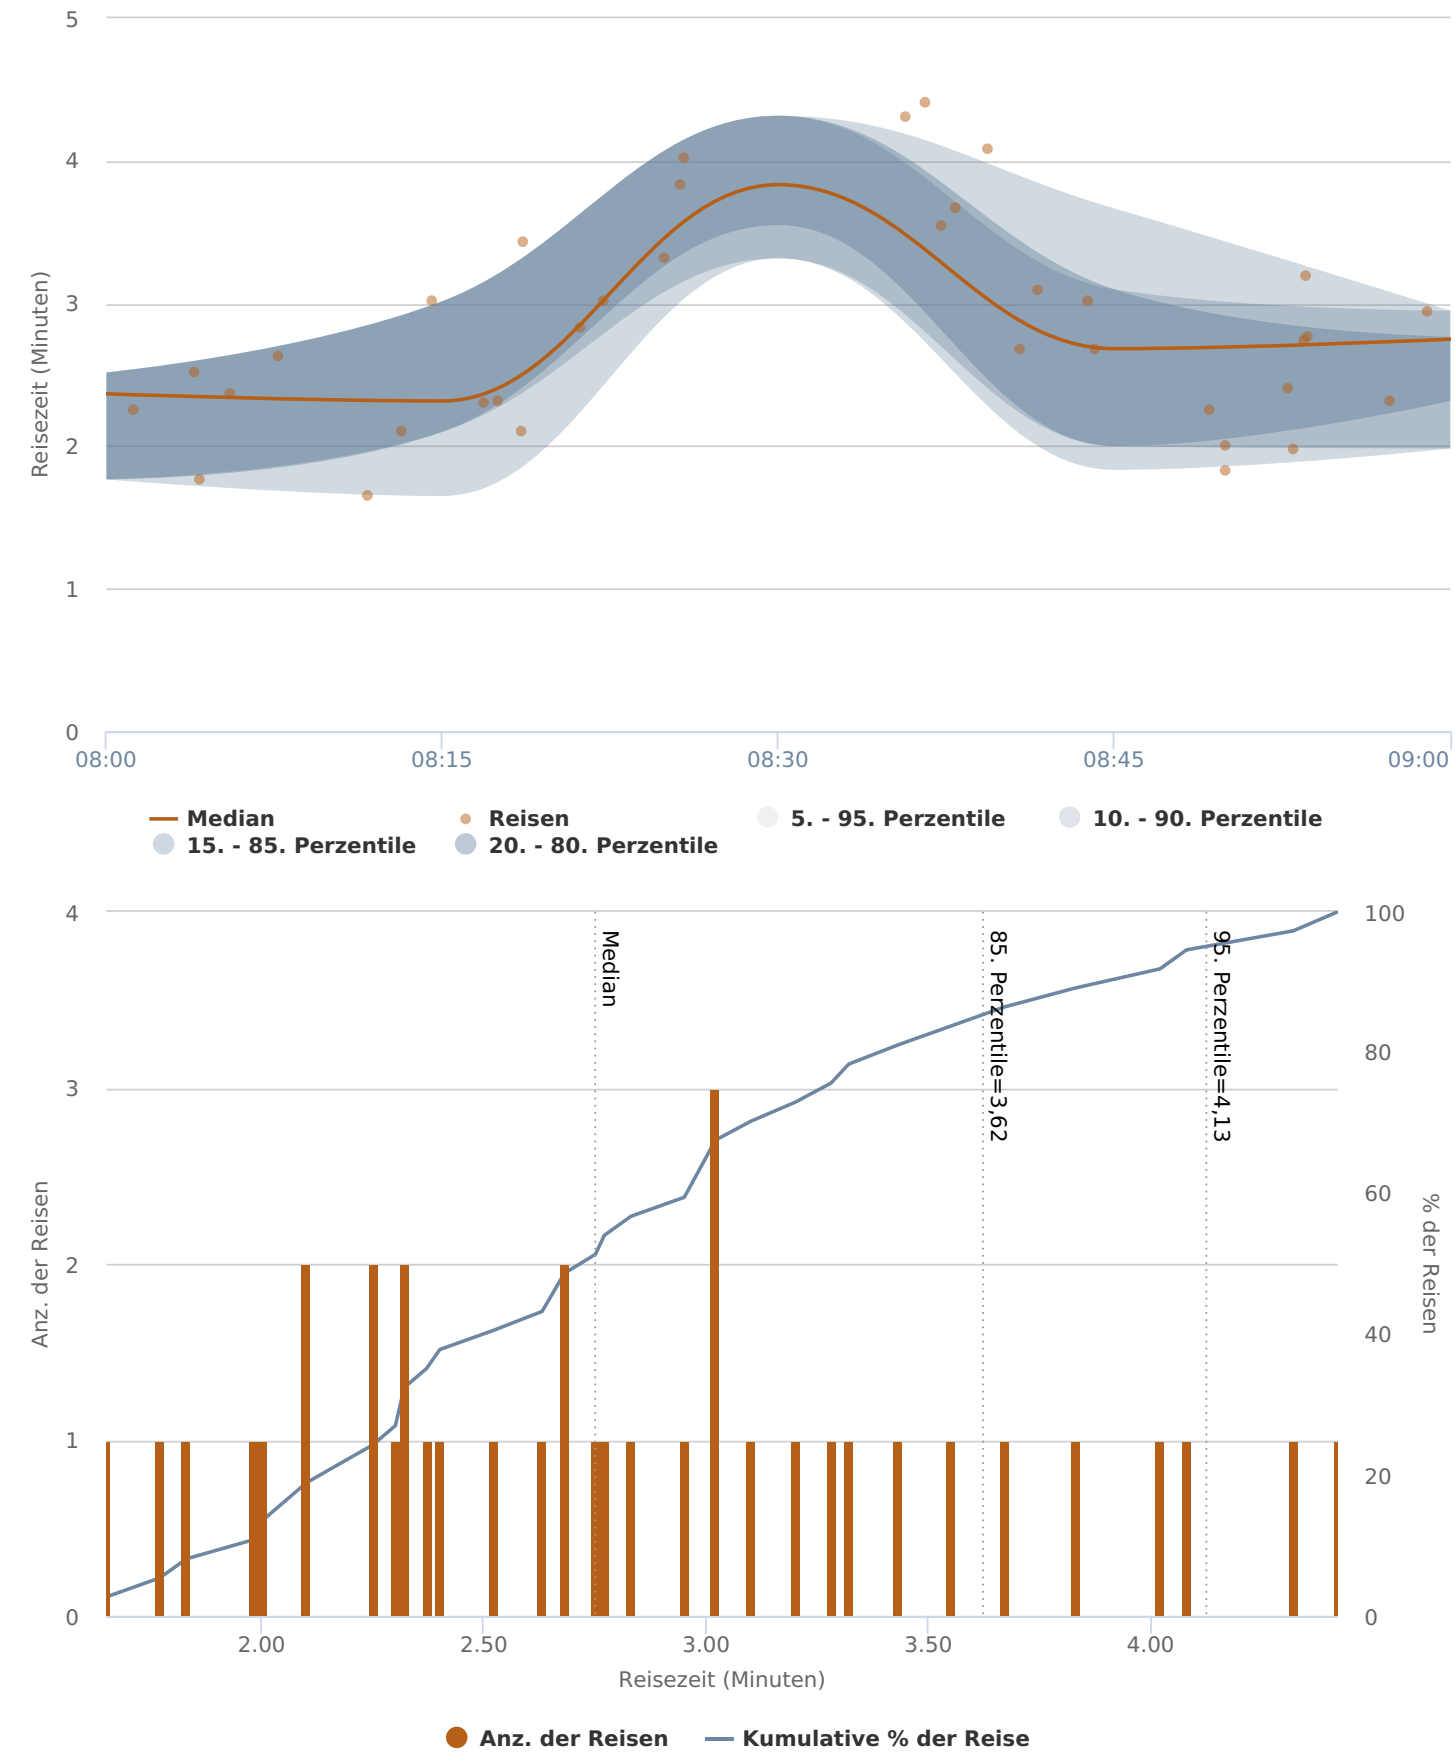 5
4
3
2
1
0
Reisezeit (Minuten)
08:00 08:15 08:30 08:45 09:00
Median Reisen 5. - 95. Perzentile 10. - 90. Perzentile
15. - 85. Perzentile 20. - 80. Perzentile
4
3
2
1
0
Anz. der Reisen
Median
85. Perzentile=3,62
95. Perzentile=4,13
100
80
60
40
20
0
% der Reisen
2.00 2.50 3.00 3.50 4.00
Reisezeit (Minuten)
Anz. der Reisen Kumulative % der Reise